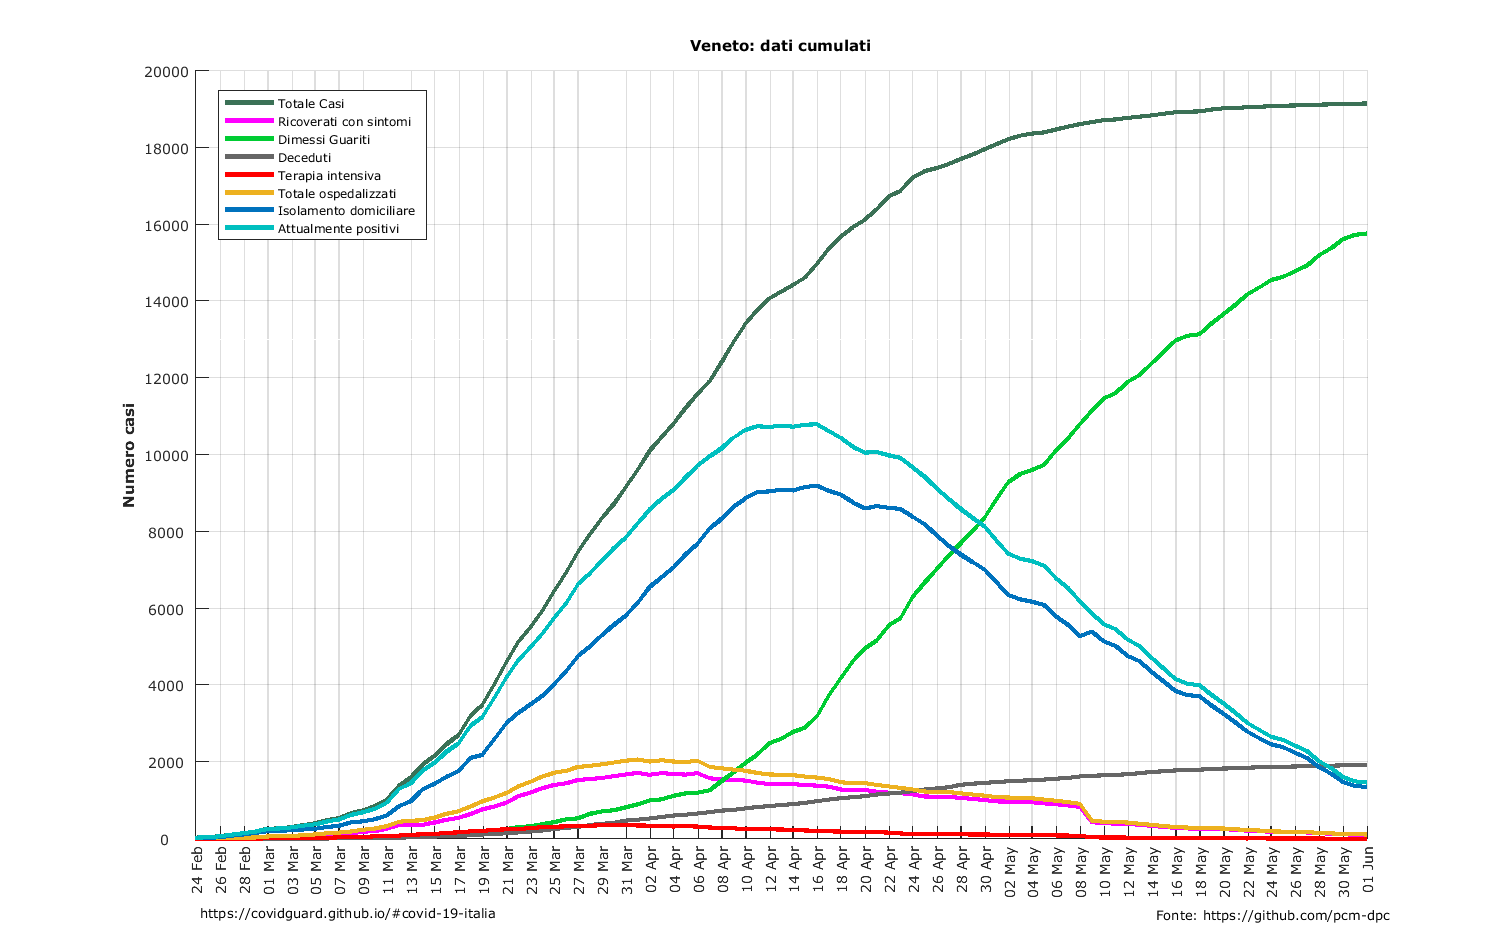 Veneto: dati cumulati
Numero casi
20000
18000
16000
14000
12000
10000
8000
6000
4000
2000
0
Totale Casi
Ricoverati con sintomi
Dimessi Guariti
Deceduti
Terapia intensiva
Totale ospedalizzati
Isolamento domiciliare
Attualmente positivi
24 Feb
26 Feb
28 Feb
01 Mar
03 Mar
05 Mar
07 Mar
09 Mar
11 Mar
13 Mar
15 Mar
17 Mar
19 Mar
21 Mar
23 Mar
25 Mar
27 Mar
29 Mar
31 Mar
02 Apr
04 Apr
06 Apr
08 Apr
10 Apr
12 Apr
14 Apr
16 Apr
18 Apr
20 Apr
22 Apr
24 Apr
26 Apr
28 Apr
30 Apr
02 May
04 May
06 May
08 May
10 May
12 May
14 May
16 May
18 May
20 May
22 May
24 May
26 May
28 May
30 May
01 Jun
https://covidguard.github.io/#covid-19-italia
Fonte: https://github.com/pcm-dpc